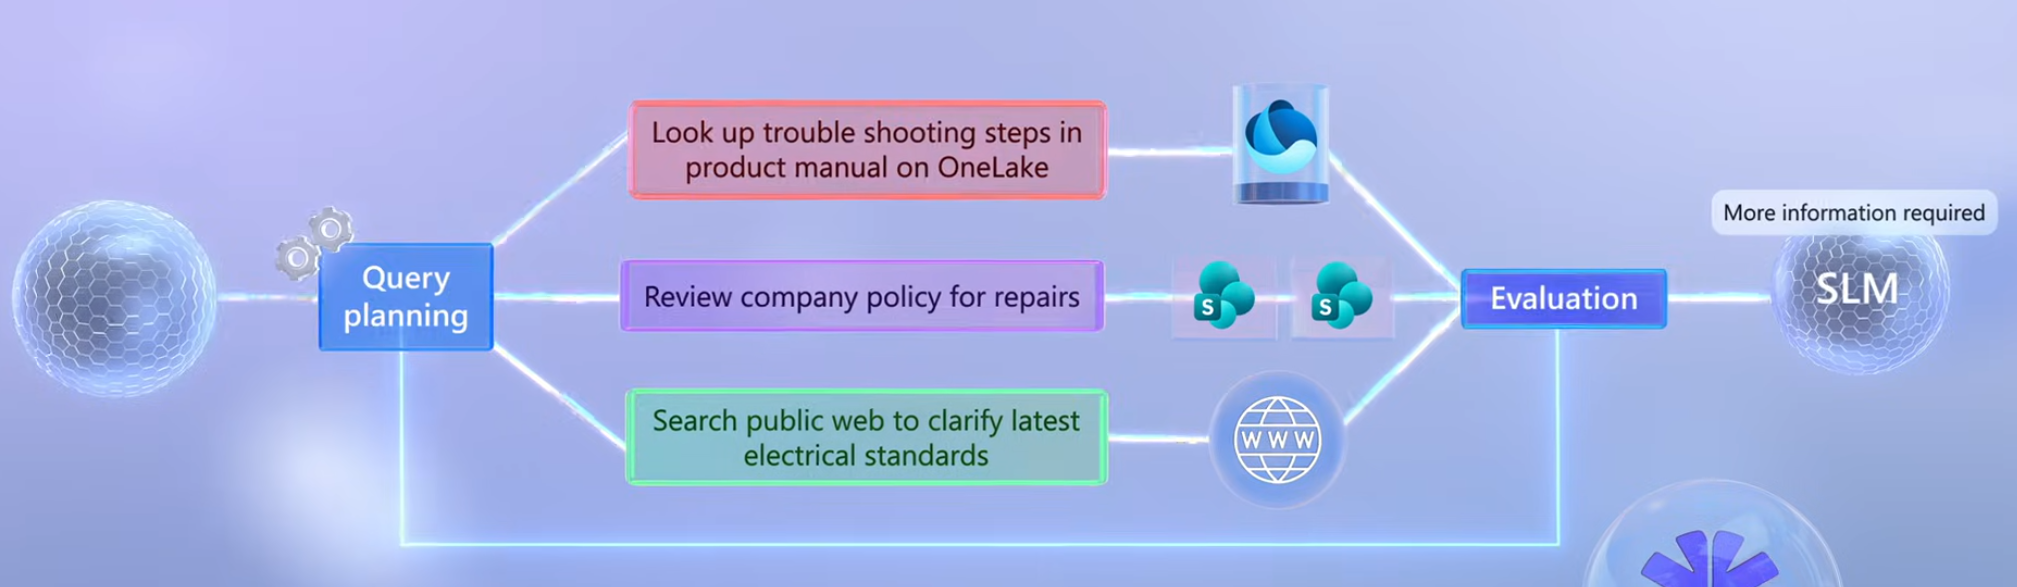 Look up trouble shooting steps in
product manual on OneLake
More information required
Query
planning
Review company policy for repairs
S
S
Evaluation
SLM
Search public web to clarify latest
electrical standards
WWW